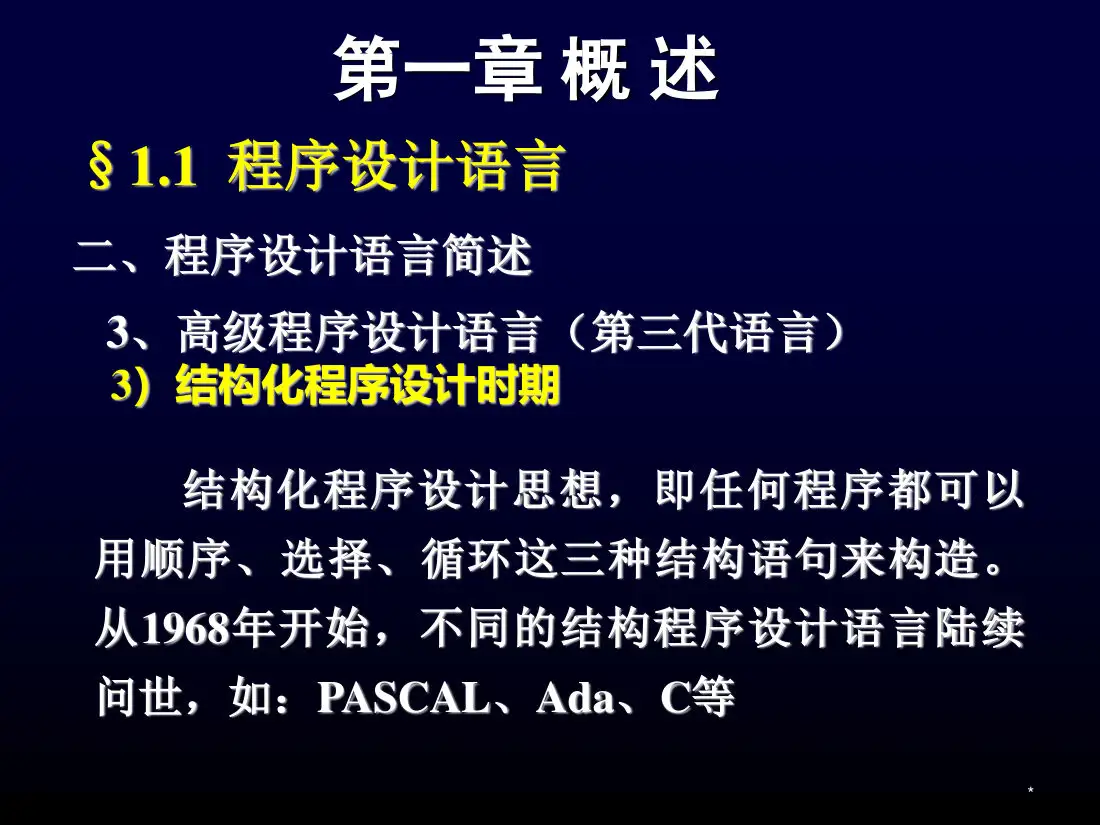 第一章 概 述
§1.1 程序设计语言
二、程序设计语言简述
3、高级程序设计语言（第三代语言）
3）结构化程序设计时期
结构化程序设计思想，即任何程序都可以
用顺序、选择、循环这三种结构语句来构造。
从1968年开始，不同的结构程序设计语言陆续
问世，如：PASCAL、Ada、C等
*